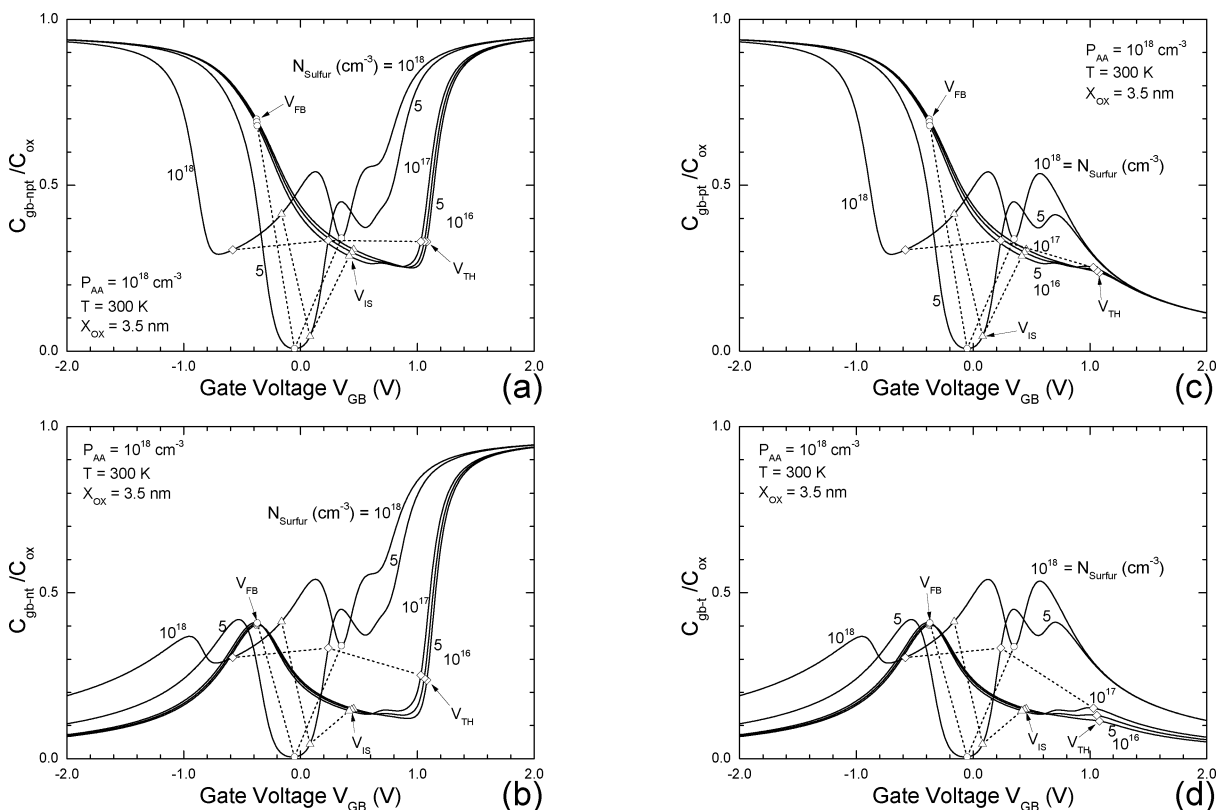 C_gb-npt /C_ox
1.0
0.5
0.0
N_Sulfur (cm^-3) = 10^18
V_FB
5
10^18
10^17
5
10^16
5
V_TH
V_IS
P_AA = 10^18 cm^-3
T = 300 K
X_OX = 3.5 nm
-2.0 -1.0 0.0 1.0 2.0
Gate Voltage V_GB (V)
(a)
C_gb-pt /C_ox
1.0
0.5
0.0
P_AA = 10^18 cm^-3
T = 300 K
X_OX = 3.5 nm
V_FB
10^18 = N_Surfur (cm^-3)
10^18
5
10^17
5
5
10^16
V_TH
V_IS
-2.0 -1.0 0.0 1.0 2.0
Gate Voltage V_GB (V)
(c)
C_gb-nt /C_ox
1.0
0.5
0.0
P_AA = 10^18 cm^-3
T = 300 K
X_OX = 3.5 nm
N_Surfur (cm^-3) = 10^18
5
V_FB
10^18
5
10^17
5
10^16
V_TH
V_IS
-2.0 -1.0 0.0 1.0 2.0
Gate Voltage V_GB (V)
(b)
C_gb-t /C_ox
1.0
0.5
0.0
P_AA = 10^18 cm^-3
T = 300 K
X_OX = 3.5 nm
V_FB
10^18 = N_Surfur (cm^-3)
10^18
5
5
10^17
V_IS
V_TH
5
10^16
-2.0 -1.0 0.0 1.0 2.0
Gate Voltage V_GB (V)
(d)